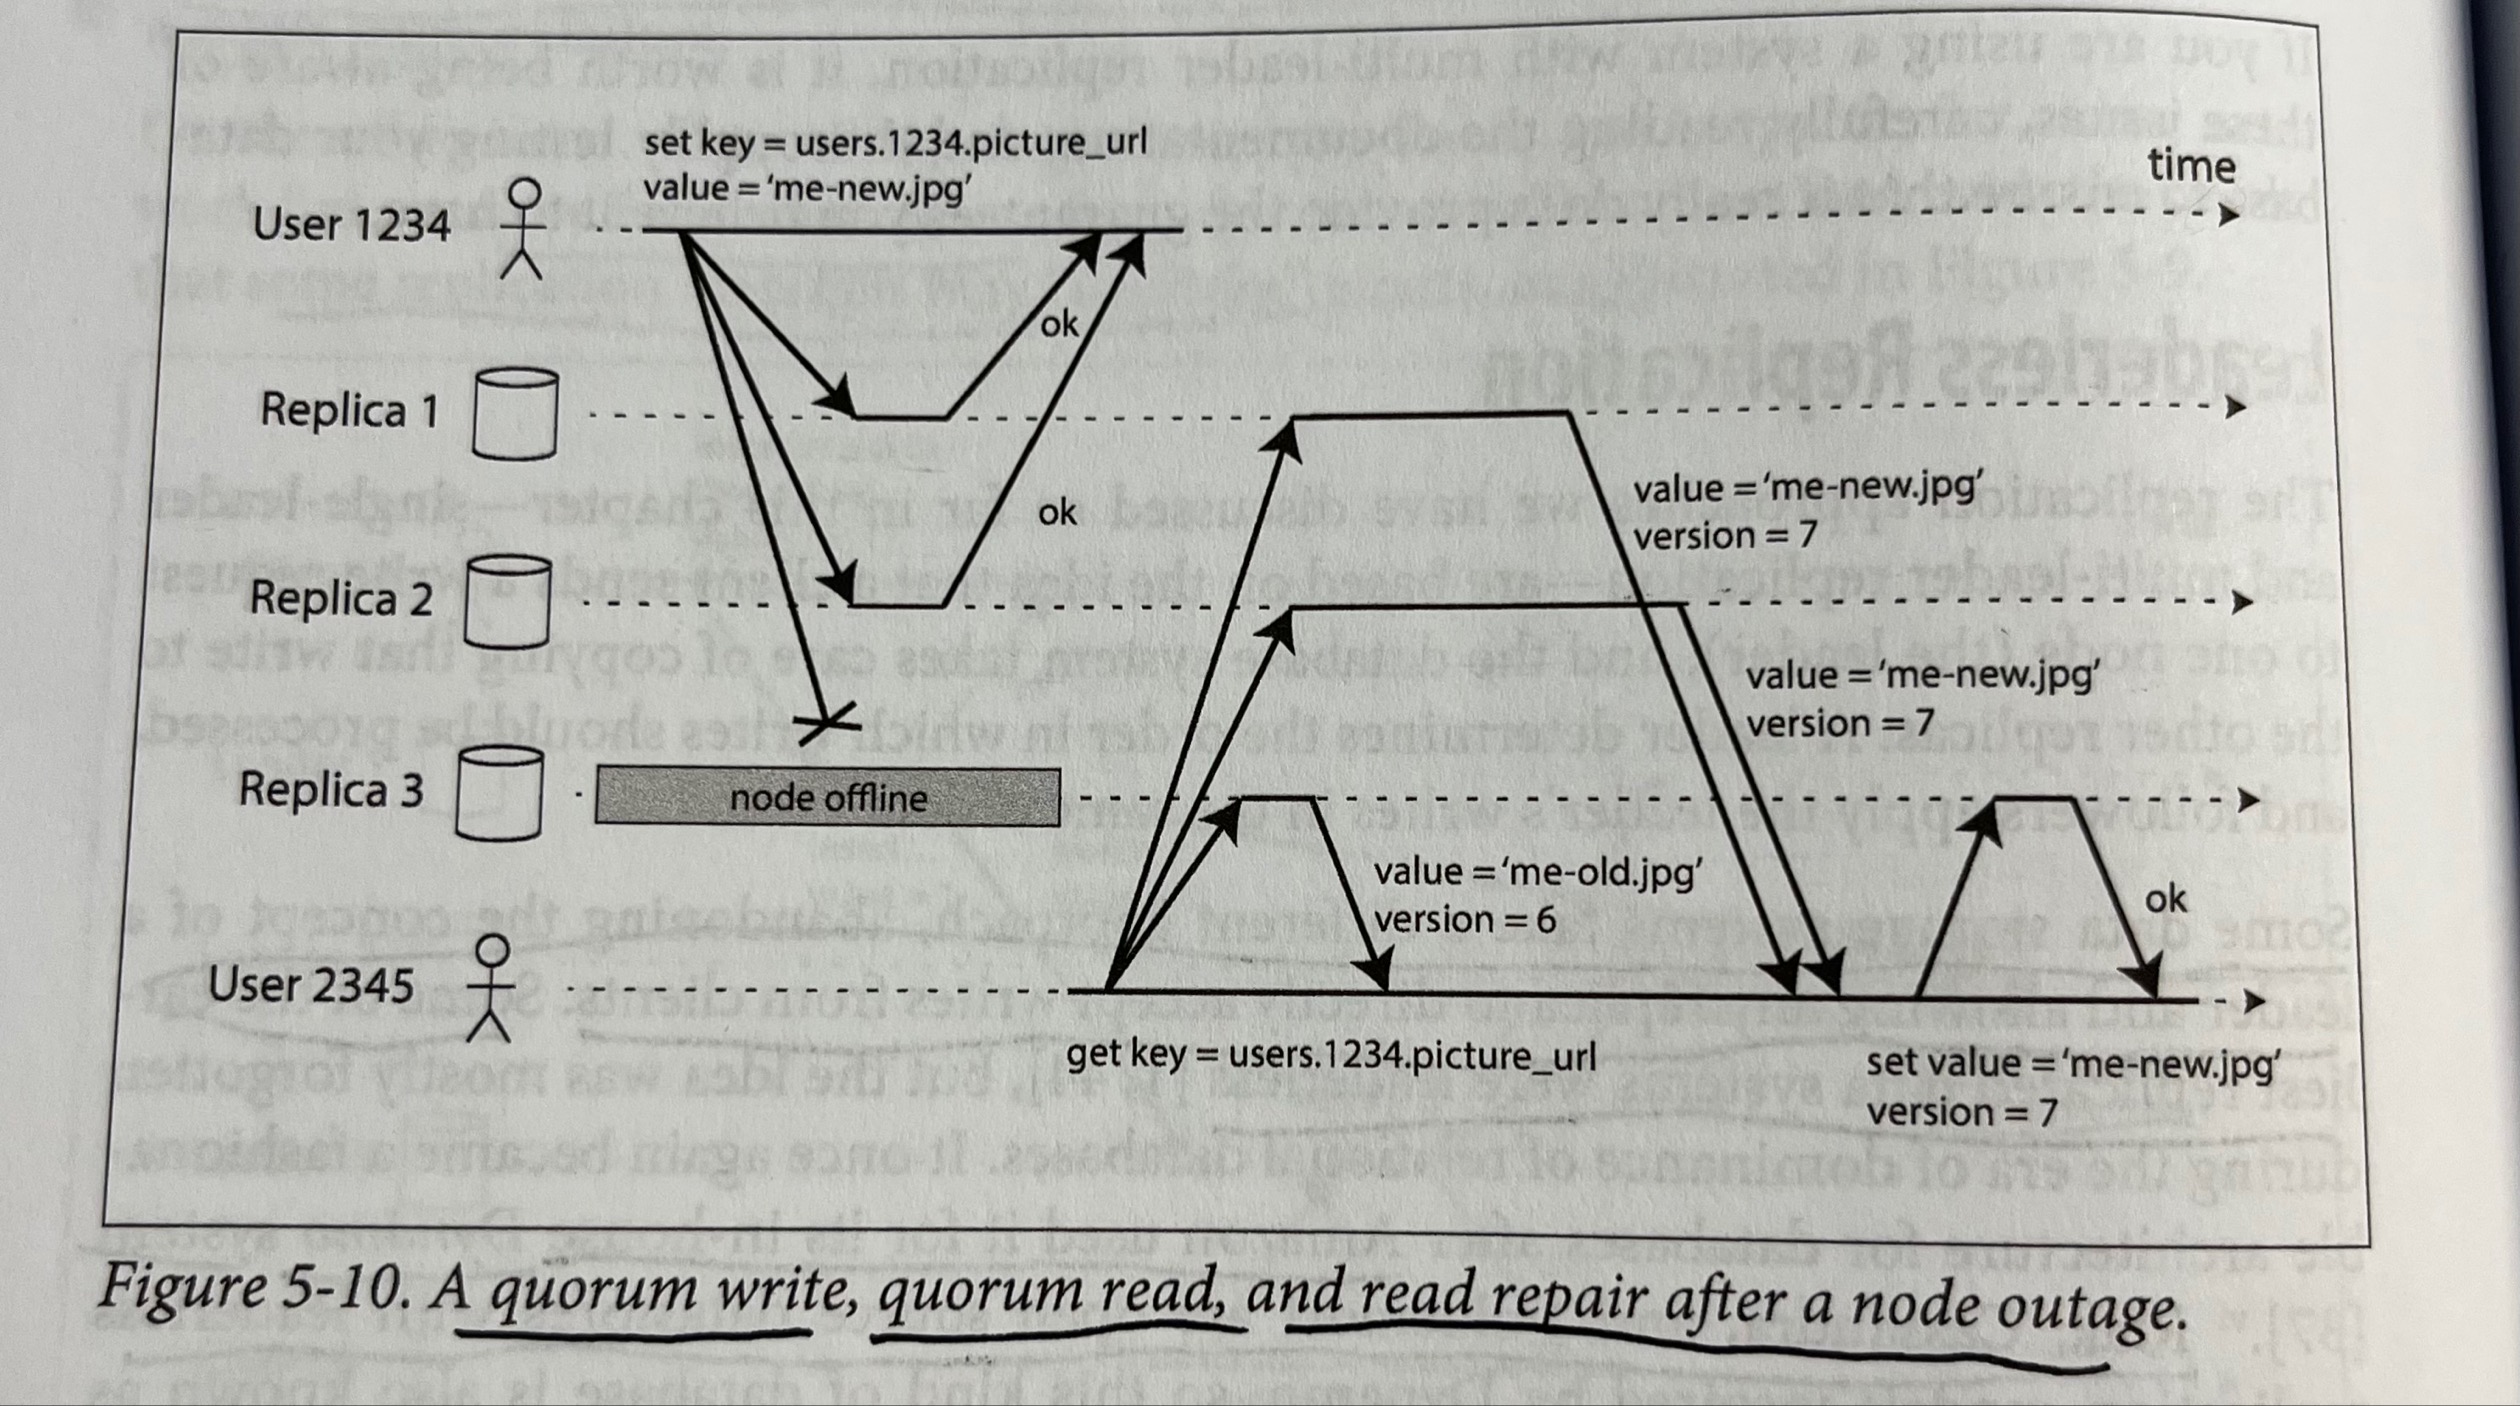 set key = users.1234.picture_url
value = 'me-new.jpg'
time
User 1234
ok
Replica 1
value = 'me-new.jpg'
version = 7
ok
Replica 2
value = 'me-new.jpg'
version = 7
Replica 3
node offline
value = 'me-old.jpg'
version = 6
ok
User 2345
get key = users.1234.picture_url
set value = 'me-new.jpg'
version = 7
Figure 5-10. A quorum write, quorum read, and read repair after a node outage.